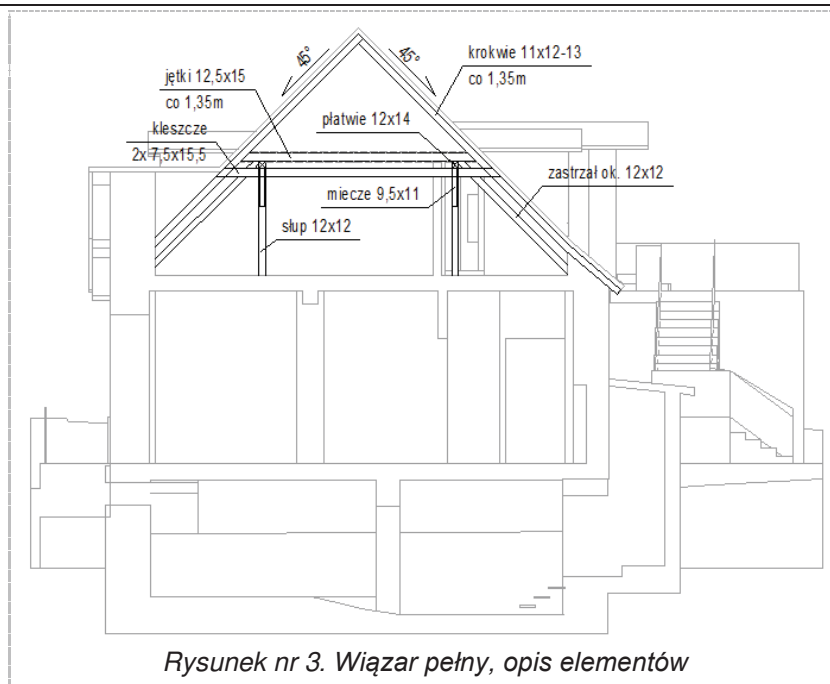 45°
45°
krokwie 11x12-13
co 1,35m
jętki 12,5x15
co 1,35m
płatwie 12x14
kleszcze
2x 7,5x15,5
zastrzał ok. 12x12
miecze 9,5x11
słup 12x12
Rysunek nr 3. Wiązar pełny, opis elementów